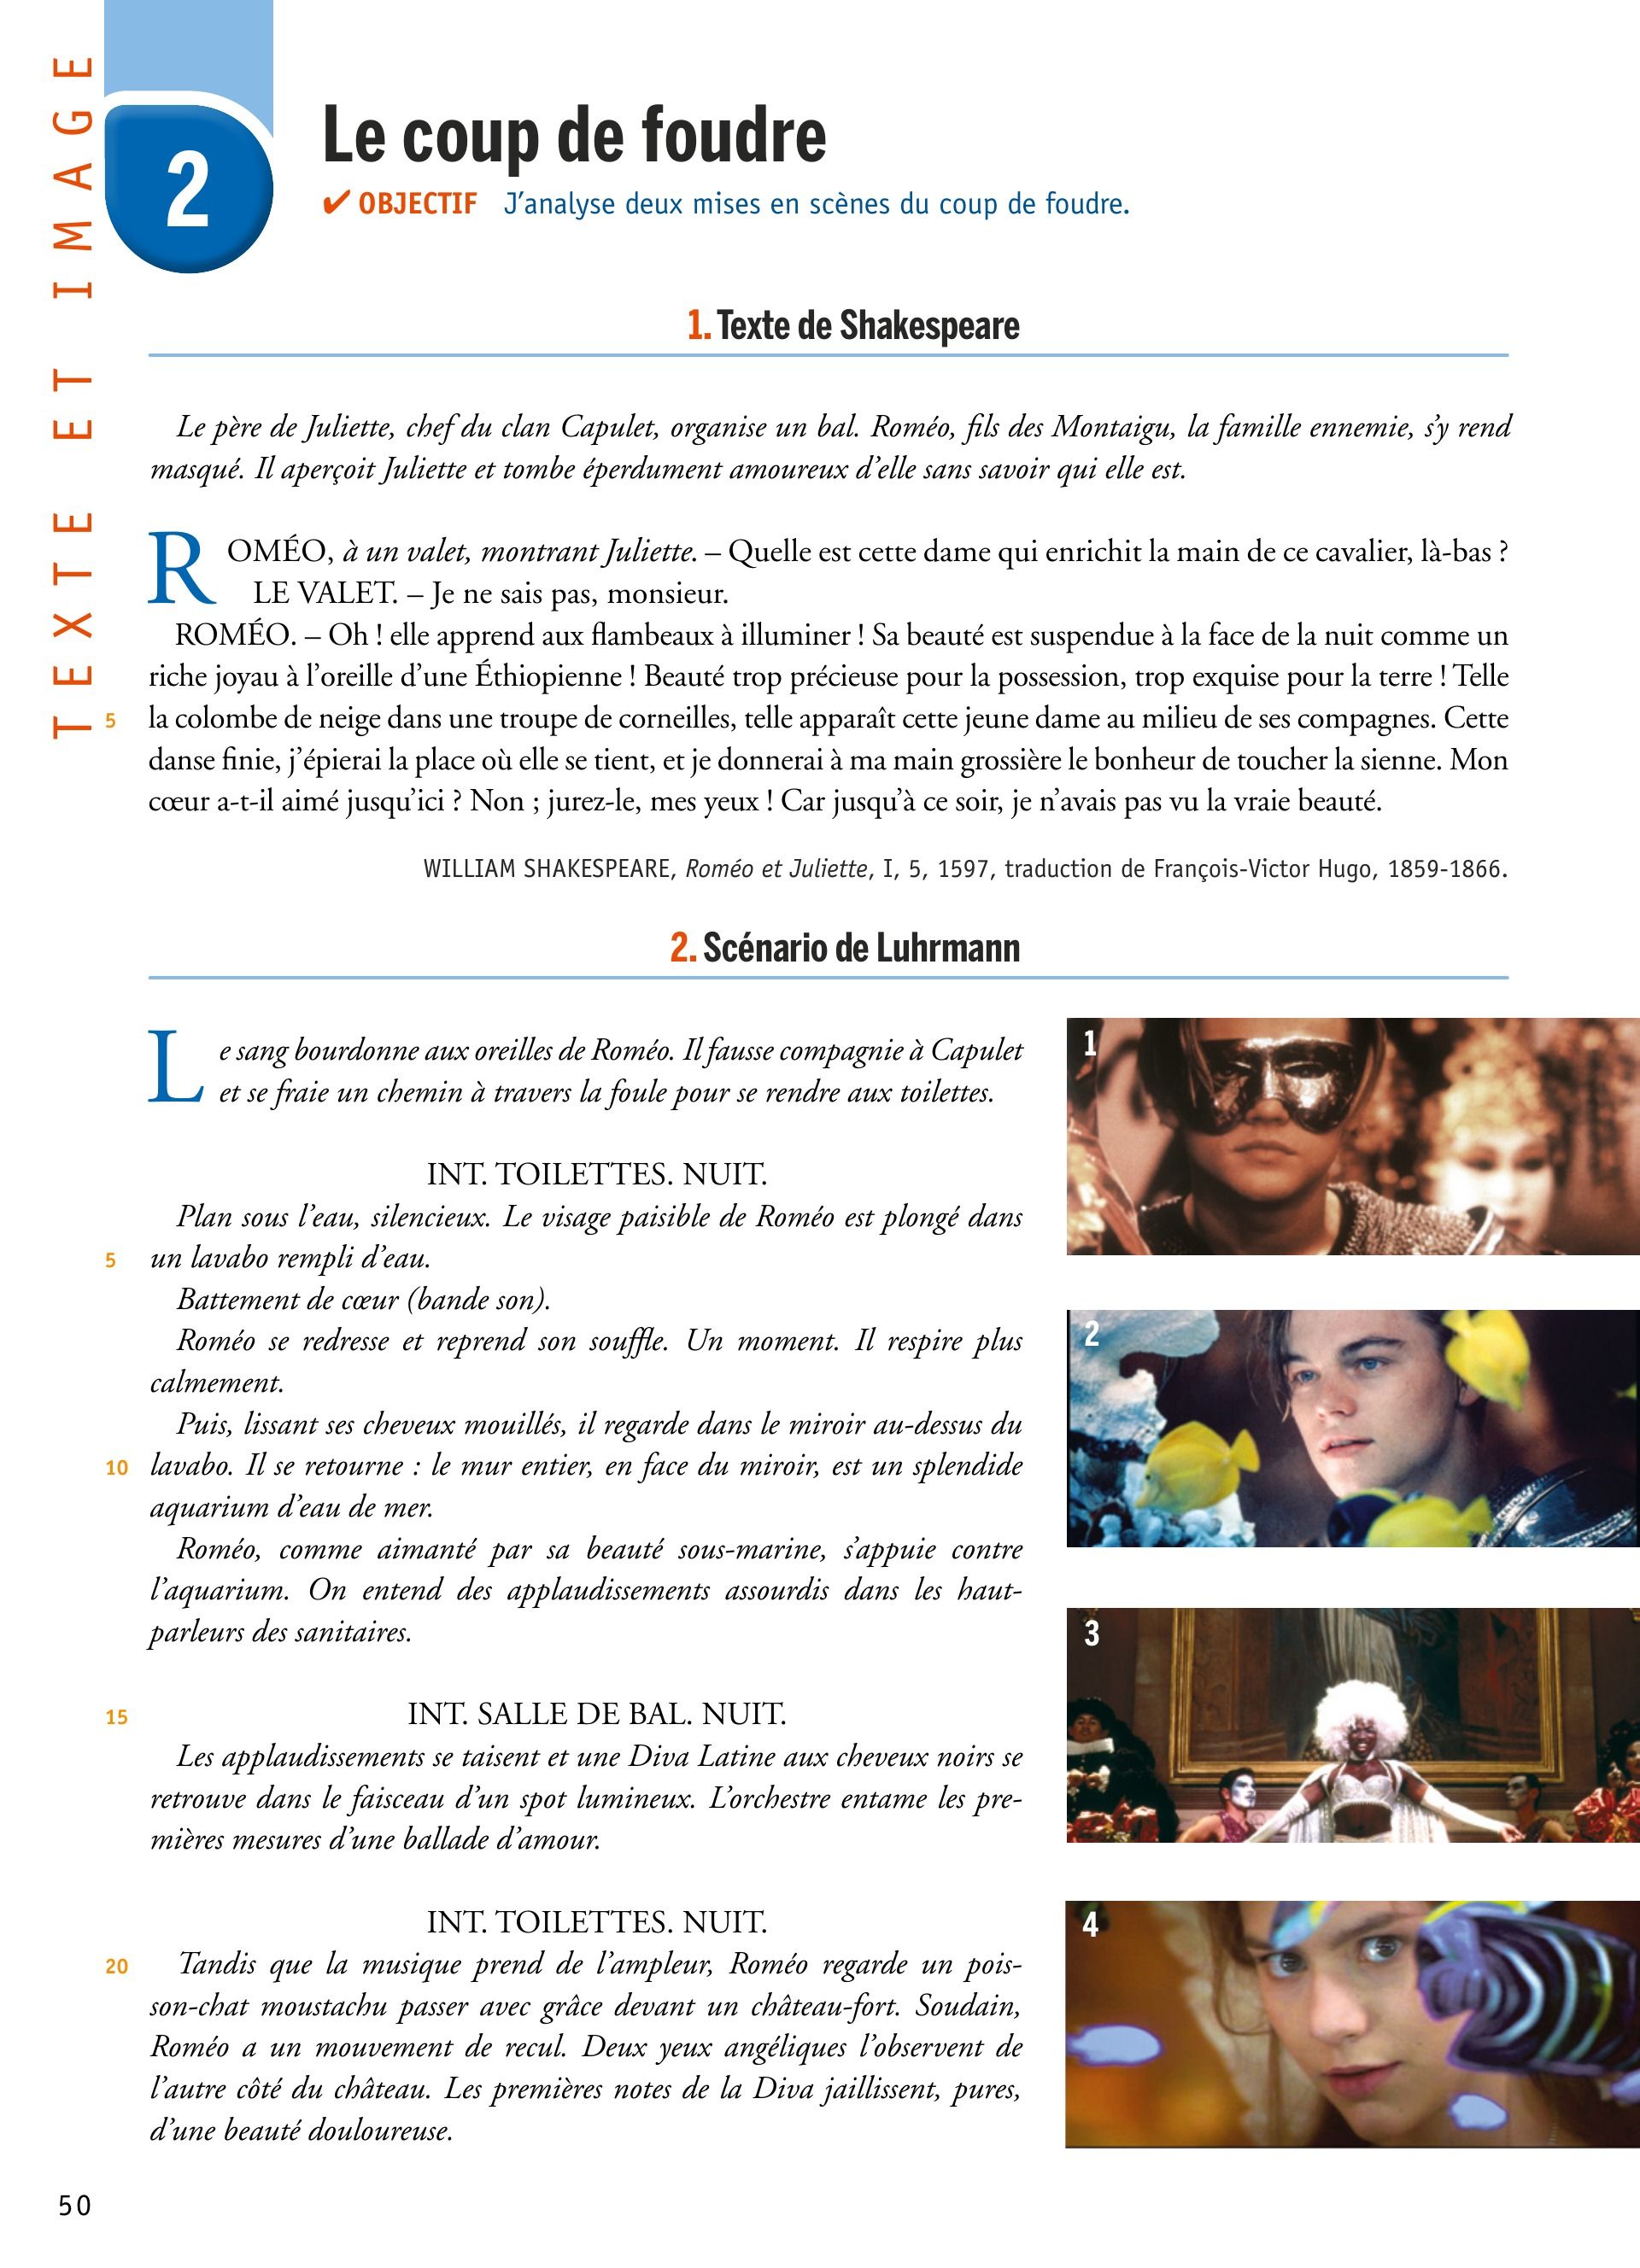 TEXTE ET IMAGE
2
Le coup de foudre
✔ OBJECTIF J’analyse deux mises en scènes du coup de foudre.
1. Texte de Shakespeare
Le père de Juliette, chef du clan Capulet, organise un bal. Roméo, fils des Montaigu, la famille ennemie, s’y rend
masqué. Il aperçoit Juliette et tombe éperdument amoureux d’elle sans savoir qui elle est.
ROMÉO, à un valet, montrant Juliette. – Quelle est cette dame qui enrichit la main de ce cavalier, là-bas ?
LE VALET. – Je ne sais pas, monsieur.
ROMÉO. – Oh ! elle apprend aux flambeaux à illuminer ! Sa beauté est suspendue à la face de la nuit comme un
riche joyau à l’oreille d’une Éthiopienne ! Beauté trop précieuse pour la possession, trop exquise pour la terre ! Telle
5 la colombe de neige dans une troupe de corneilles, telle apparaît cette jeune dame au milieu de ses compagnes. Cette
danse finie, j’épierai la place où elle se tient, et je donnerai à ma main grossière le bonheur de toucher la sienne. Mon
cœur a-t-il aimé jusqu’ici ? Non ; jurez-le, mes yeux ! Car jusqu’à ce soir, je n’avais pas vu la vraie beauté.
WILLIAM SHAKESPEARE, Roméo et Juliette, I, 5, 1597, traduction de François-Victor Hugo, 1859-1866.
2. Scénario de Luhrmann
Le sang bourdonne aux oreilles de Roméo. Il fausse compagnie à Capulet
et se fraie un chemin à travers la foule pour se rendre aux toilettes.
INT. TOILETTES. NUIT.
Plan sous l’eau, silencieux. Le visage paisible de Roméo est plongé dans
5 un lavabo rempli d’eau.
Battement de cœur (bande son).
Roméo se redresse et reprend son souffle. Un moment. Il respire plus
calmement.
Puis, lissant ses cheveux mouillés, il regarde dans le miroir au-dessus du
10 lavabo. Il se retourne : le mur entier, en face du miroir, est un splendide
aquarium d’eau de mer.
Roméo, comme aimanté par sa beauté sous-marine, s’appuie contre
l’aquarium. On entend des applaudissements assourdis dans les haut-
parleurs des sanitaires.
15 INT. SALLE DE BAL. NUIT.
Les applaudissements se taisent et une Diva Latine aux cheveux noirs se
retrouve dans le faisceau d’un spot lumineux. L’orchestre entame les pre-
mières mesures d’une ballade d’amour.
INT. TOILETTES. NUIT.
20 Tandis que la musique prend de l’ampleur, Roméo regarde un pois-
son-chat moustachu passer avec grâce devant un château-fort. Soudain,
Roméo a un mouvement de recul. Deux yeux angéliques l’observent de
l’autre côté du château. Les premières notes de la Diva jaillissent, pures,
d’une beauté douloureuse.
1
2
3
4
50